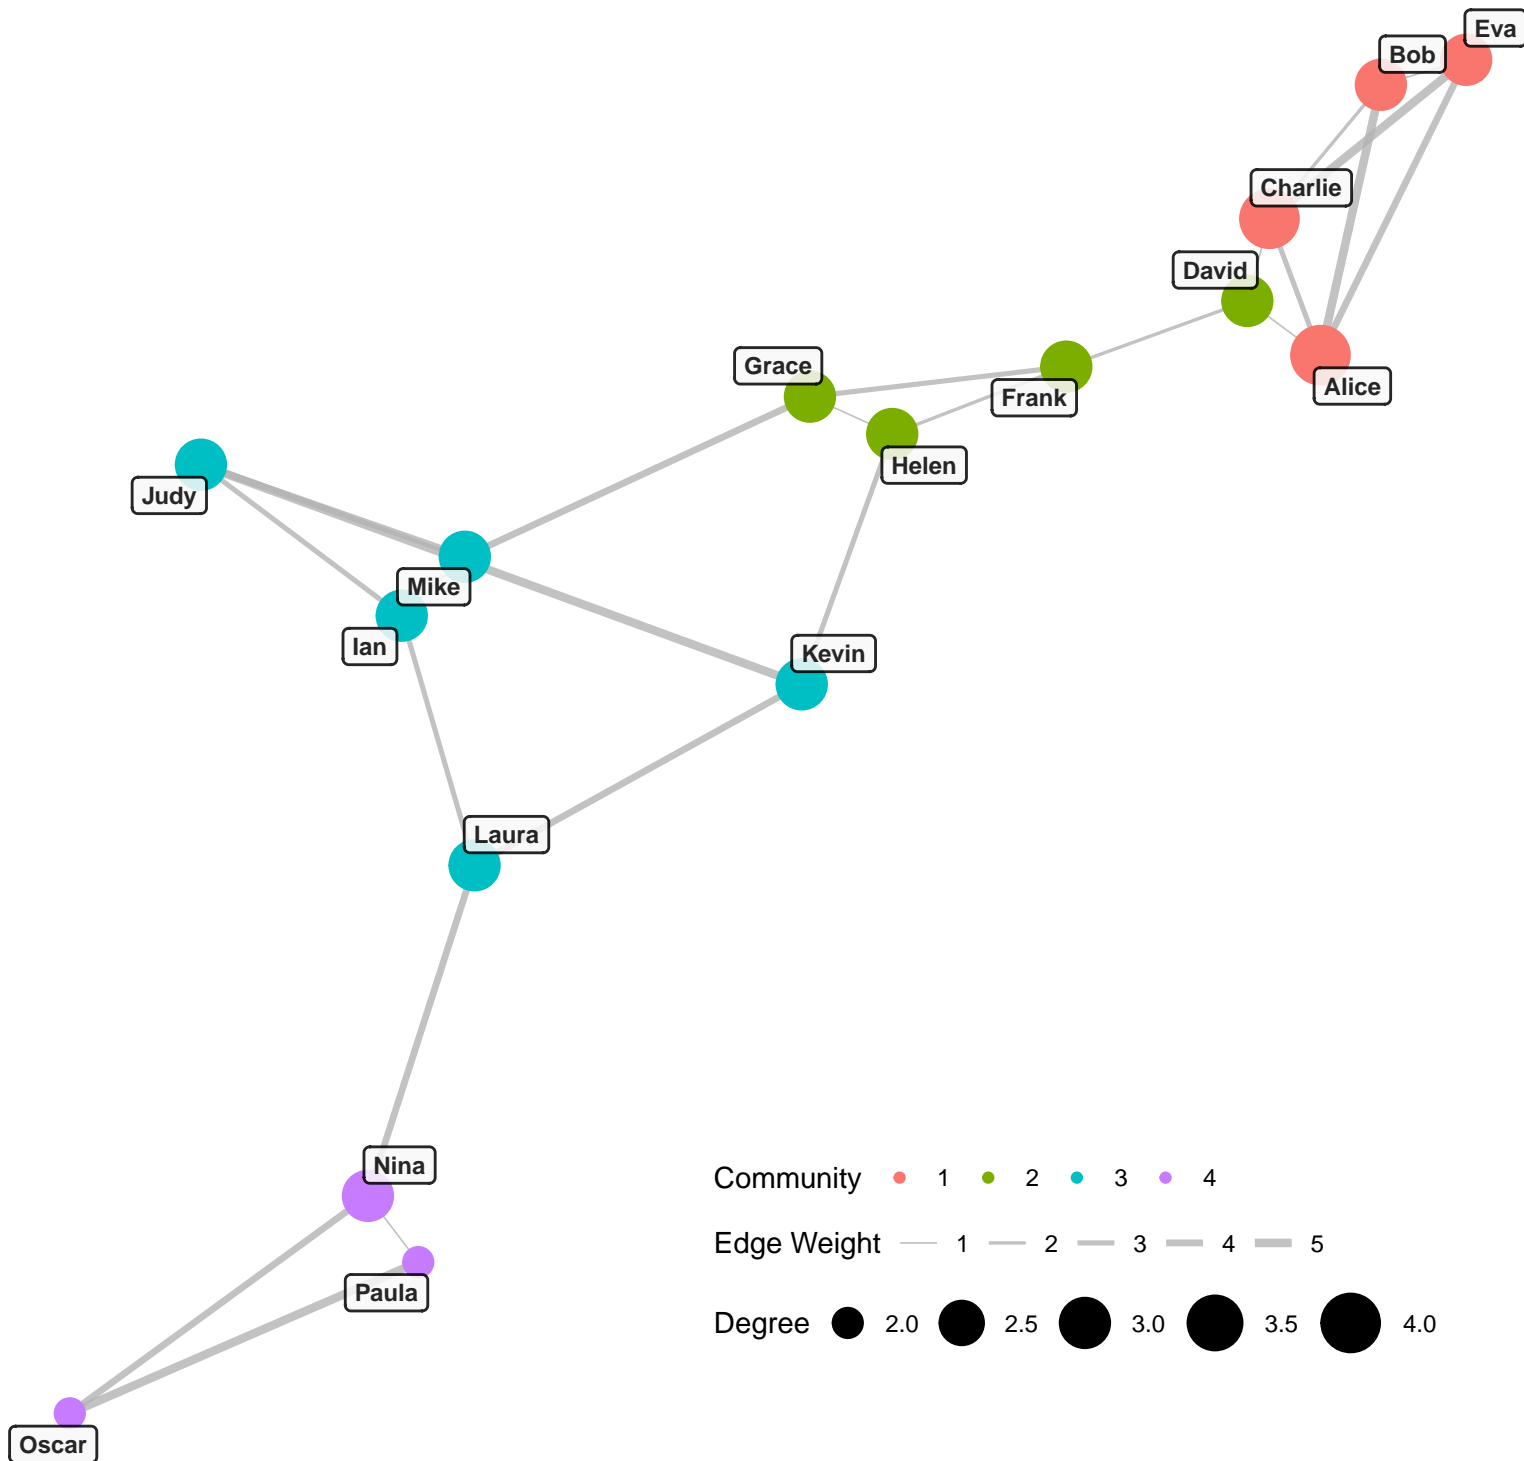 Eva
Bob
Charlie
David
Grace
Alice
Frank
Helen
Judy
Mike
Ian
Kevin
Laura
Nina
Paula
Oscar
Community 1 2 3 4
Edge Weight 1 2 3 4 5
Degree 2.0 2.5 3.0 3.5 4.0